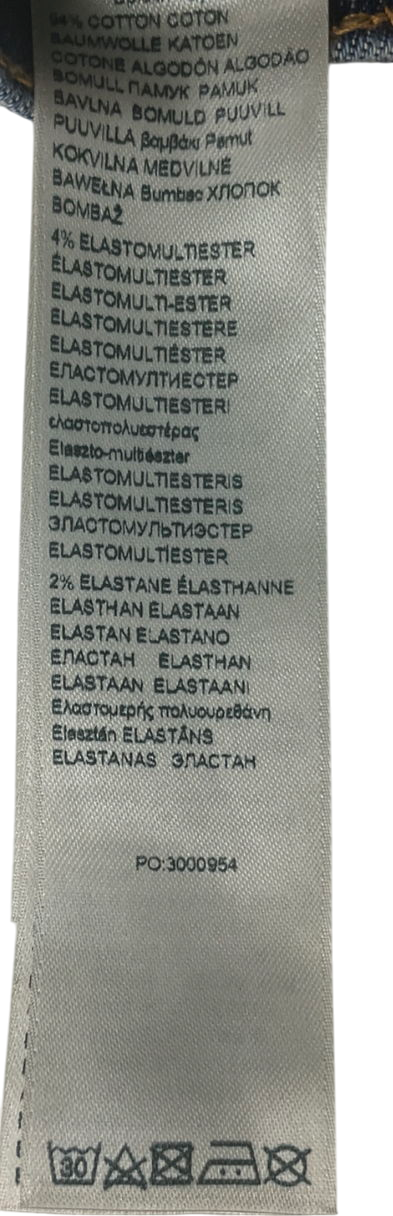 94% COTTON COTON
BAUMWOLLE KATOEN
COTONE ALGODÓN ALGODÃO
BOMULL ПАМУК PAMUK
BAVLNA BOMULD PUUVILL
PUUVILLA βαμβάκι Pamut
KOKVILNA MEDVILNĖ
BAWEŁNA Bumbac ХЛОПОК
BOMBAŽ
4% ELASTOMULTIESTER
ÉLASTOMULTIESTER
ELASTOMULTI-ESTER
ELASTOMULTIESTERE
ELASTOMULTIÉSTER
ЕЛАСТОМУЛТИЕСТЕР
ELASTOMULTIESTERI
ελαστοπολυεστέρας
Elaszto-multiészter
ELASTOMULTIESTERIS
ELASTOMULTIESTERIS
ЭЛАСТОМУЛЬТИЭСТЕР
ELASTOMULTİESTER
2% ELASTANE ÉLASTHANNE
ELASTHAN ELASTAAN
ELASTAN ELASTANO
ЕЛАСТАН ELASTHAN
ELASTAAN ELASTAANI
Ελαστομερής πολυουρεθάνη
Elasztán ELASTĀNS
ELASTANAS ЭЛАСТАН
PO:3000954
30